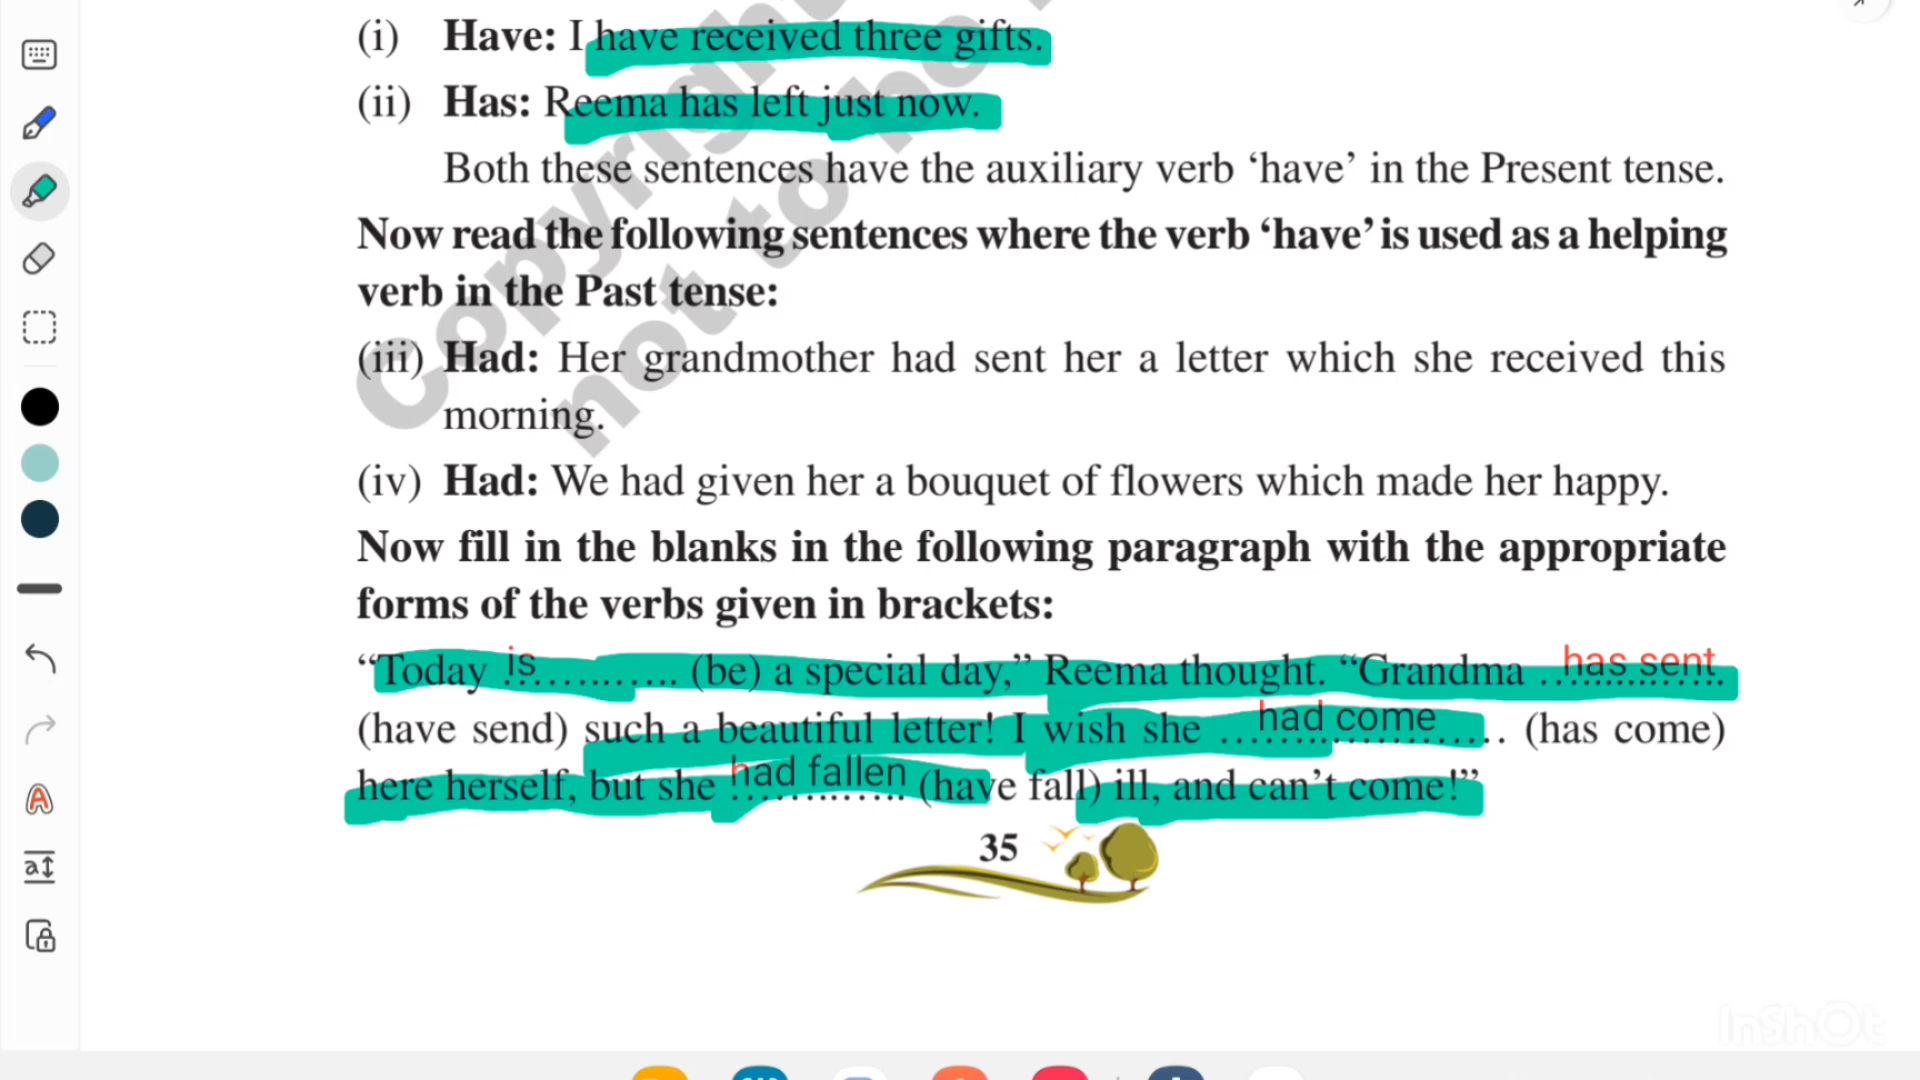 (i) Have: I have received three gifts.
(ii) Has: Reema has left just now.
Both these sentences have the auxiliary verb ‘have’ in the Present tense.
Now read the following sentences where the verb ‘have’ is used as a helping
verb in the Past tense:
(iii) Had: Her grandmother had sent her a letter which she received this
morning.
(iv) Had: We had given her a bouquet of flowers which made her happy.
Now fill in the blanks in the following paragraph with the appropriate
forms of the verbs given in brackets:
“Today is (be) a special day,” Reema thought. “Grandma has sent
(have send) such a beautiful letter! I wish she had come (has come)
here herself, but she had fallen (have fall) ill, and can’t come!”
35
Copyright
not to be
InShOt